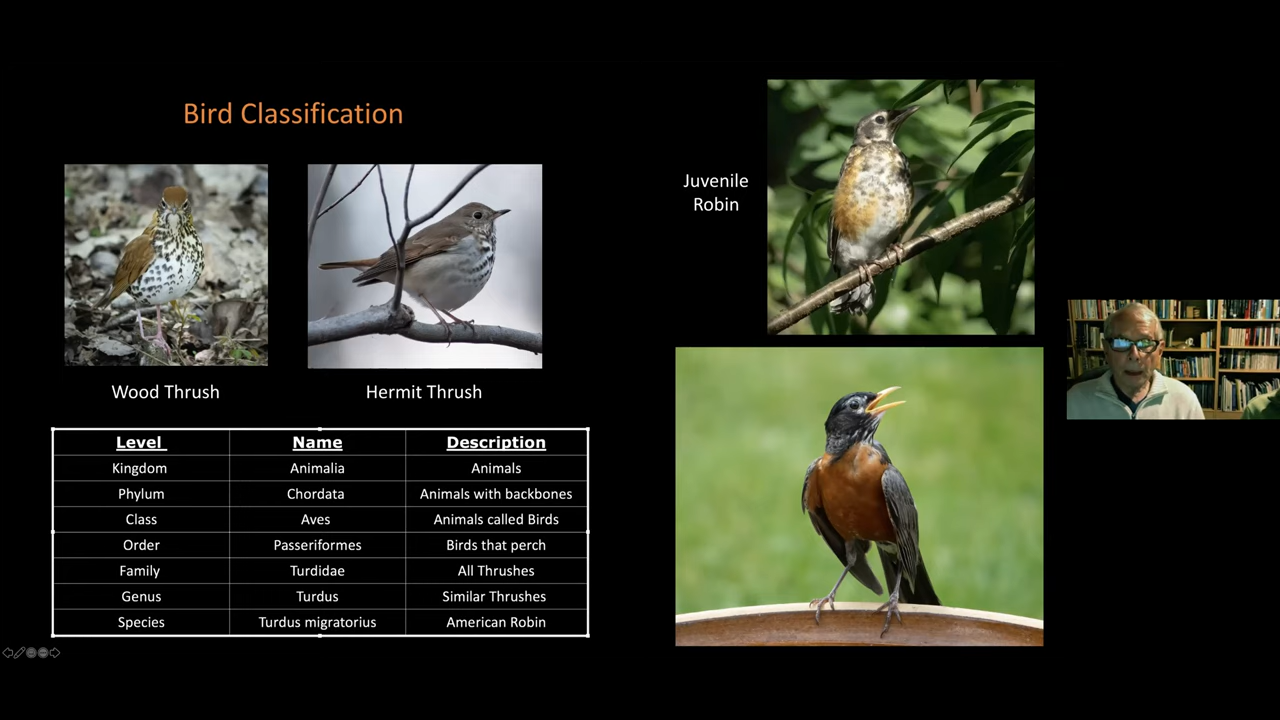 Bird Classification
Wood Thrush
Hermit Thrush
Juvenile
Robin
Level Name Description
Kingdom Animalia Animals
Phylum Chordata Animals with backbones
Class Aves Animals called Birds
Order Passeriformes Birds that perch
Family Turdidae All Thrushes
Genus Turdus Similar Thrushes
Species Turdus migratorius American Robin